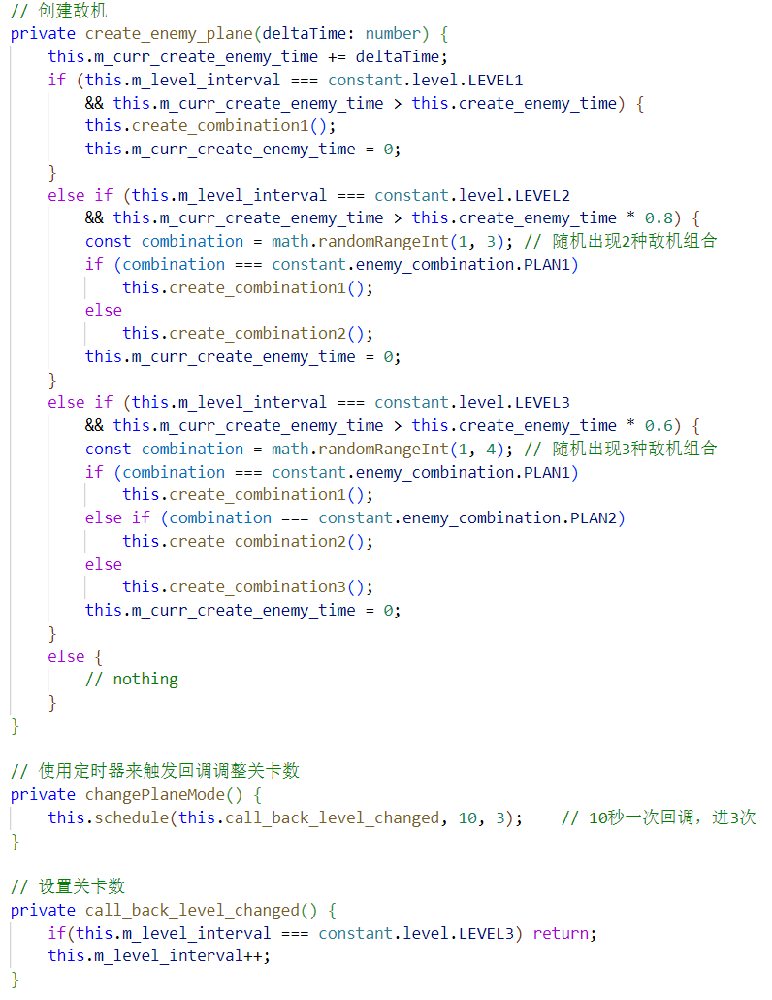 // 创建敌机
private create_enemy_plane(deltaTime: number) {
    this.m_curr_create_enemy_time += deltaTime;
    if (this.m_level_interval === constant.level.LEVEL1
        && this.m_curr_create_enemy_time > this.create_enemy_time) {
        this.create_combination1();
        this.m_curr_create_enemy_time = 0;
    }
    else if (this.m_level_interval === constant.level.LEVEL2
        && this.m_curr_create_enemy_time > this.create_enemy_time * 0.8) {
        const combination = math.randomRangeInt(1, 3); // 随机出现2种敌机组合
        if (combination === constant.enemy_combination.PLAN1)
            this.create_combination1();
        else
            this.create_combination2();
        this.m_curr_create_enemy_time = 0;
    }
    else if (this.m_level_interval === constant.level.LEVEL3
        && this.m_curr_create_enemy_time > this.create_enemy_time * 0.6) {
        const combination = math.randomRangeInt(1, 4); // 随机出现3种敌机组合
        if (combination === constant.enemy_combination.PLAN1)
            this.create_combination1();
        else if (combination === constant.enemy_combination.PLAN2)
            this.create_combination2();
        else
            this.create_combination3();
        this.m_curr_create_enemy_time = 0;
    }
    else {
        // nothing
    }
}

// 使用定时器来触发回调调整关卡数
private changePlaneMode() {
    this.schedule(this.call_back_level_changed, 10, 3);    // 10秒一次回调，进3次
}

// 设置关卡数
private call_back_level_changed() {
    if(this.m_level_interval === constant.level.LEVEL3) return;
    this.m_level_interval++;
}